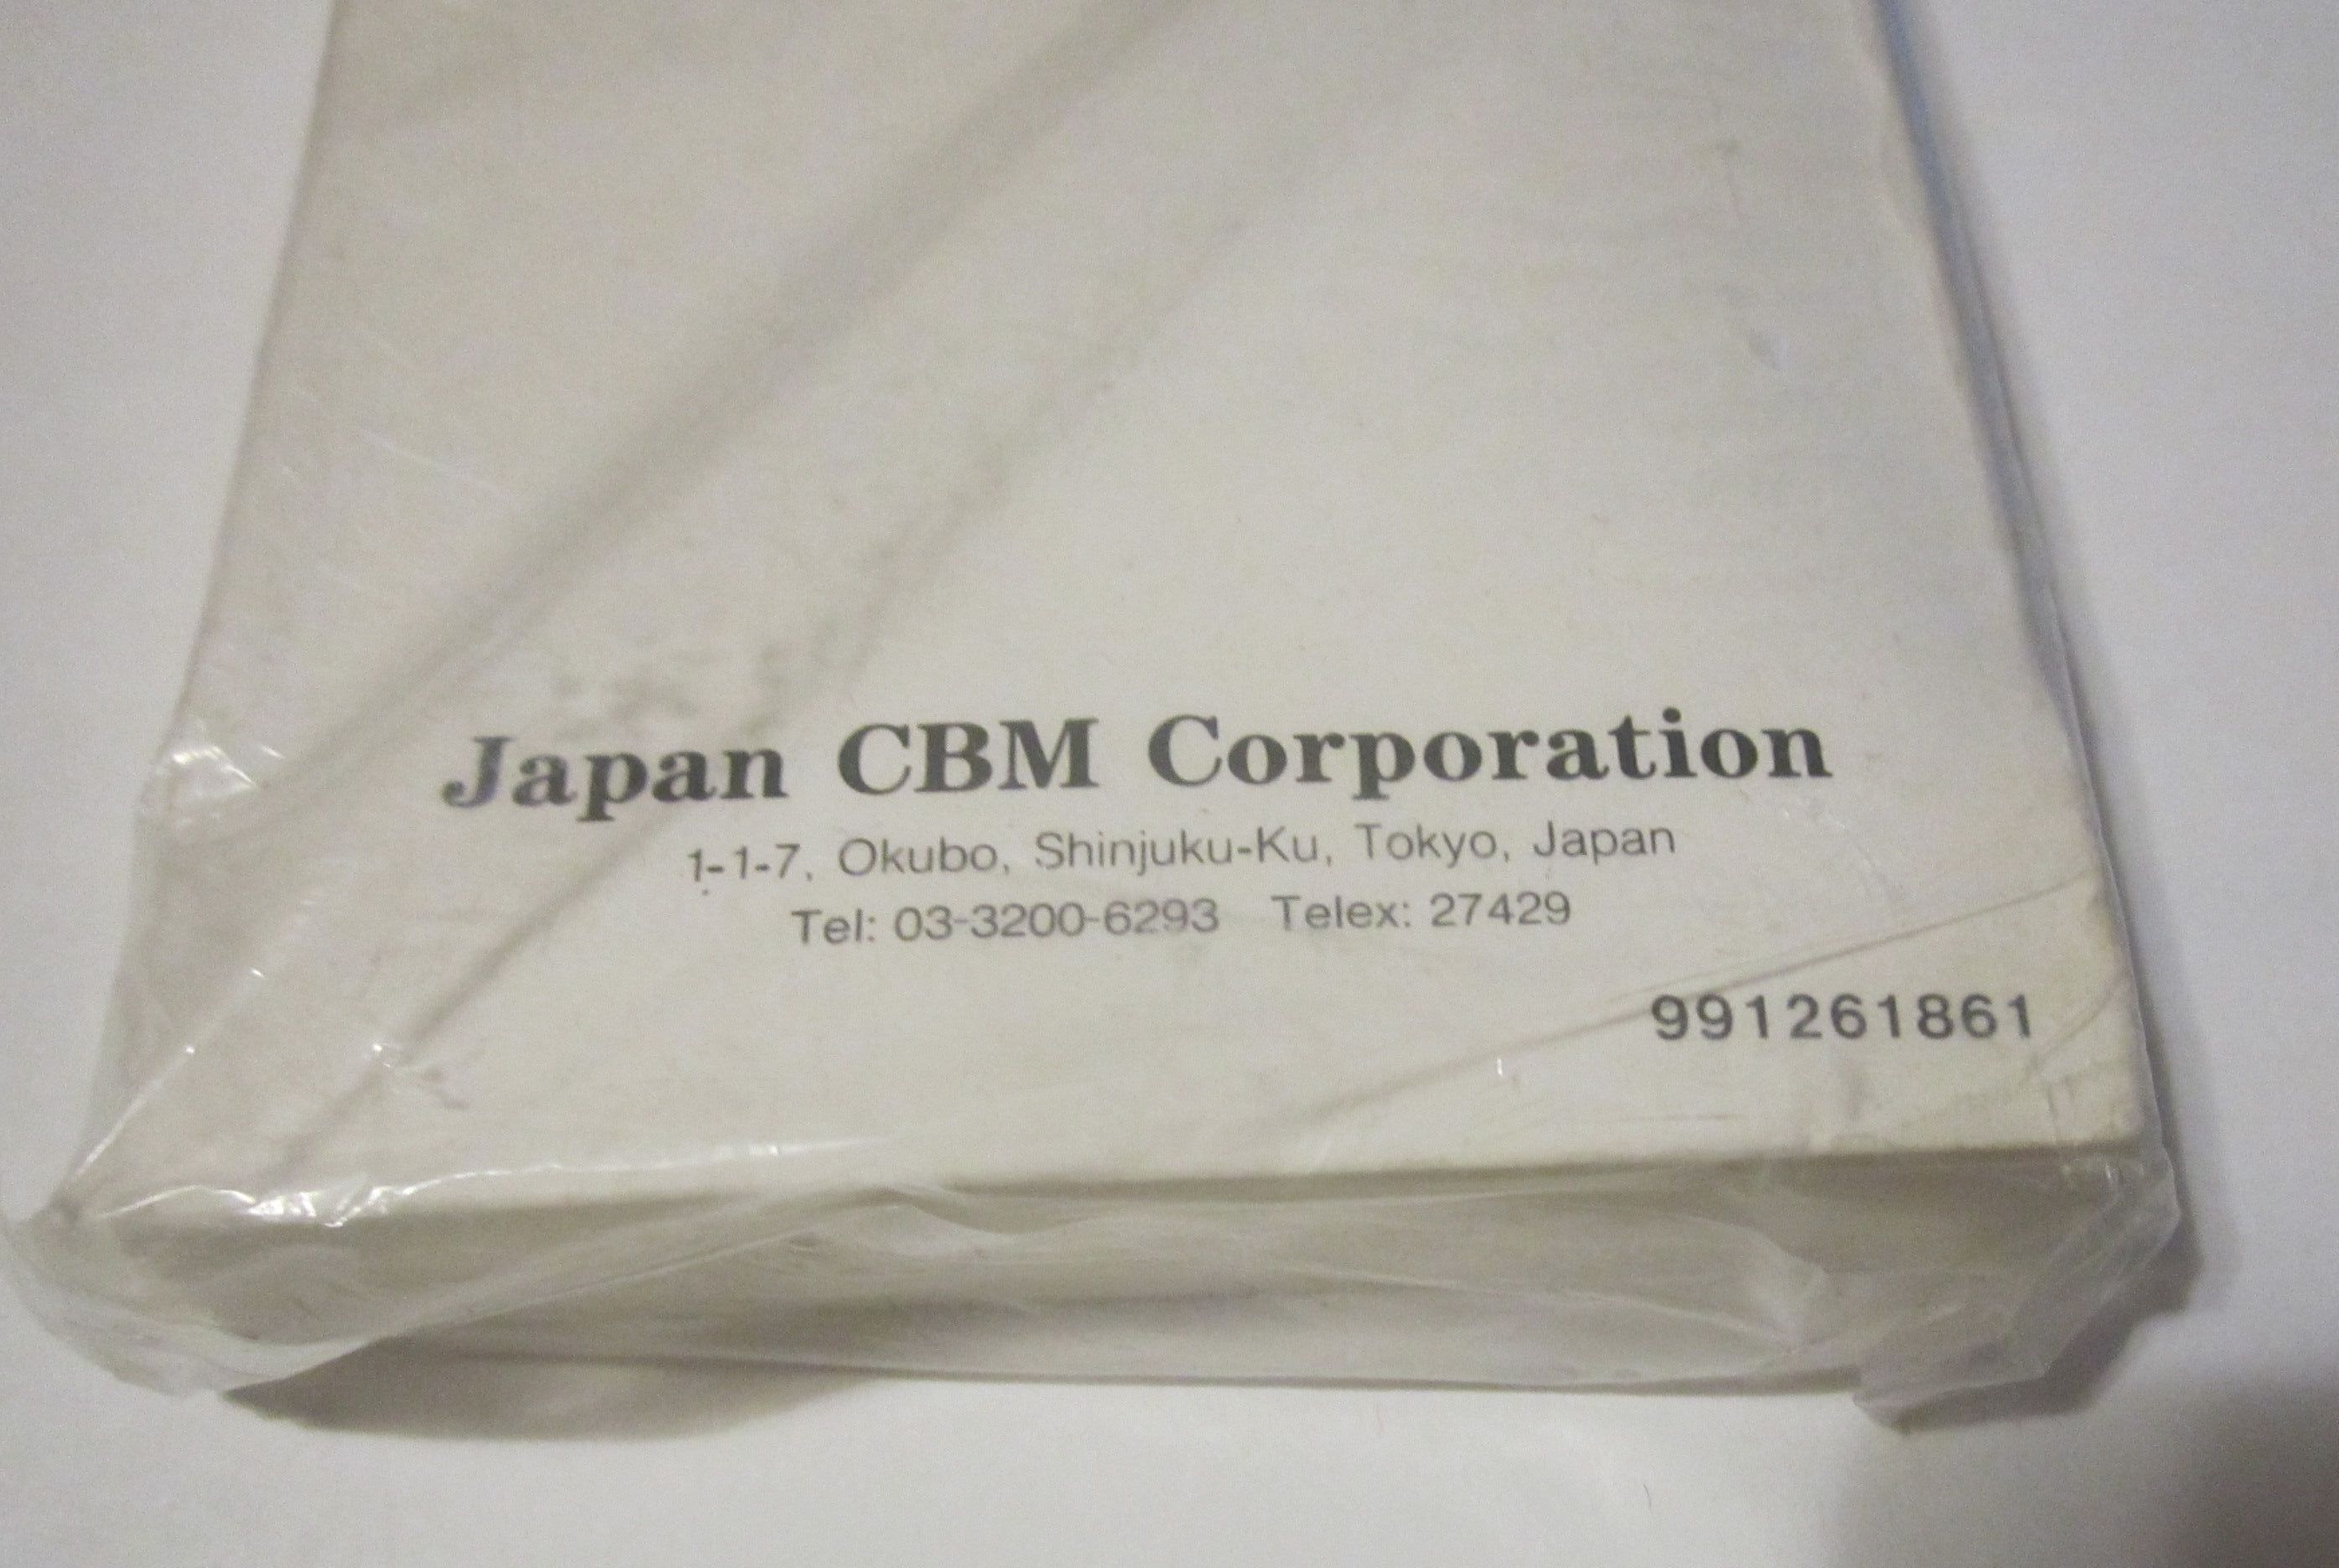 Japan CBM Corporation
1-1-7, Okubo, Shinjuku-Ku, Tokyo, Japan
Tel: 03-3200-6293 Telex: 27429
991261861